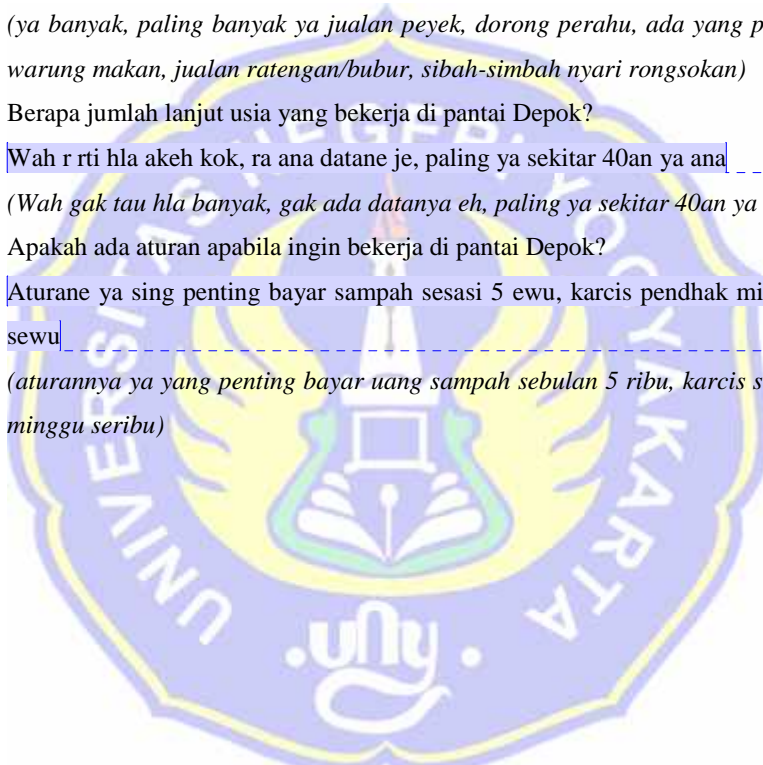 (ya banyak, paling banyak ya jualan peyek, dorong perahu, ada yang p
warung makan, jualan ratengan/bubur, sibah-simbah nyari rongsokan)
Berapa jumlah lanjut usia yang bekerja di pantai Depok?
Wah r rti hla akeh kok, ra ana datane je, paling ya sekitar 40an ya ana
(Wah gak tau hla banyak, gak ada datanya eh, paling ya sekitar 40an ya
Apakah ada aturan apabila ingin bekerja di pantai Depok?
Aturane ya sing penting bayar sampah sesasi 5 ewu, karcis pendhak mi
sewu
(aturannya ya yang penting bayar uang sampah sebulan 5 ribu, karcis s
minggu seribu)
UNIVERSITAS NEGERI YOGYAKARTA
uny